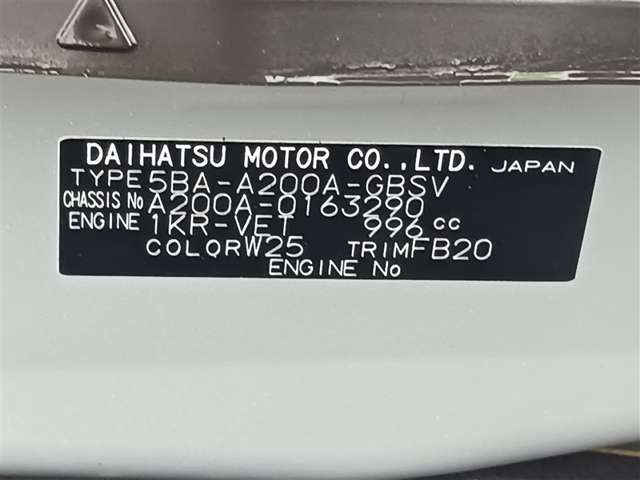 DAIHATSU MOTOR CO.,LTD. JAPAN
TYPE 5BA-A200A-GBSV
CHASSIS No A200A-0163290
ENGINE 1KR-VET 996 cc
COLOR W25 TRIM FB20
ENGINE No